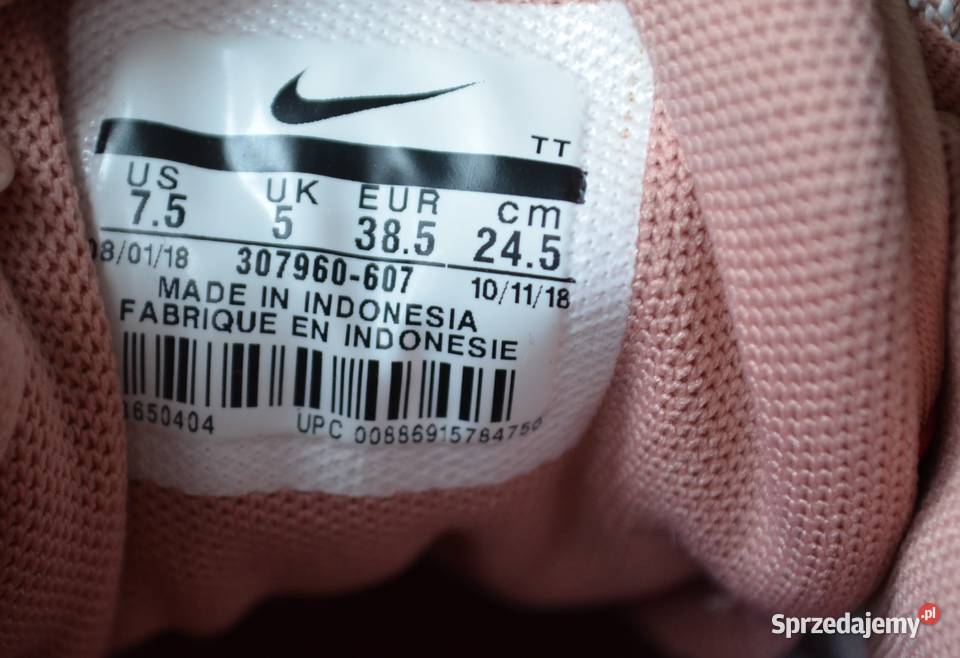 TT
US UK EUR cm
7.5 5 38.5 24.5
08/01/18 307960-607 10/11/18
MADE IN INDONESIA
FABRIQUE EN INDONESIE
UPC 00886915784750
Sprzedajemy.pl